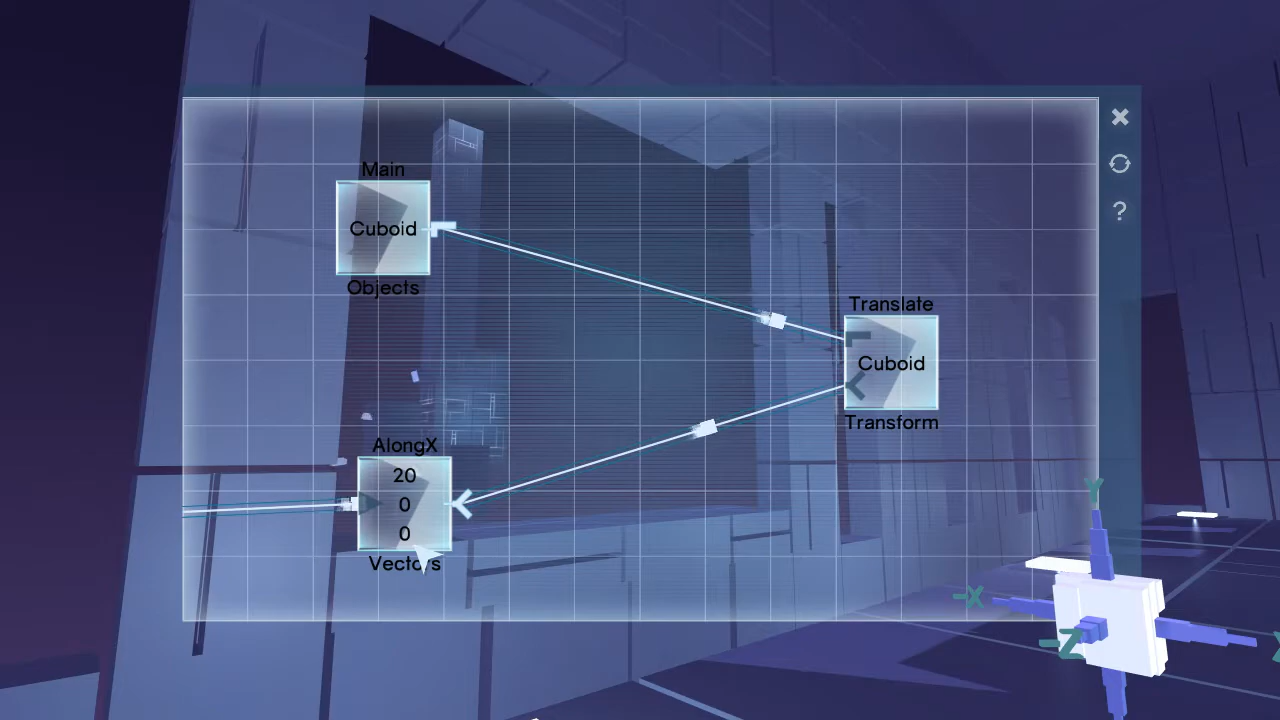 Main
Cuboid
Objects
Translate
Cuboid
Transform
AlongX
20
0
0
Vectors
?
Y
-X
-Z